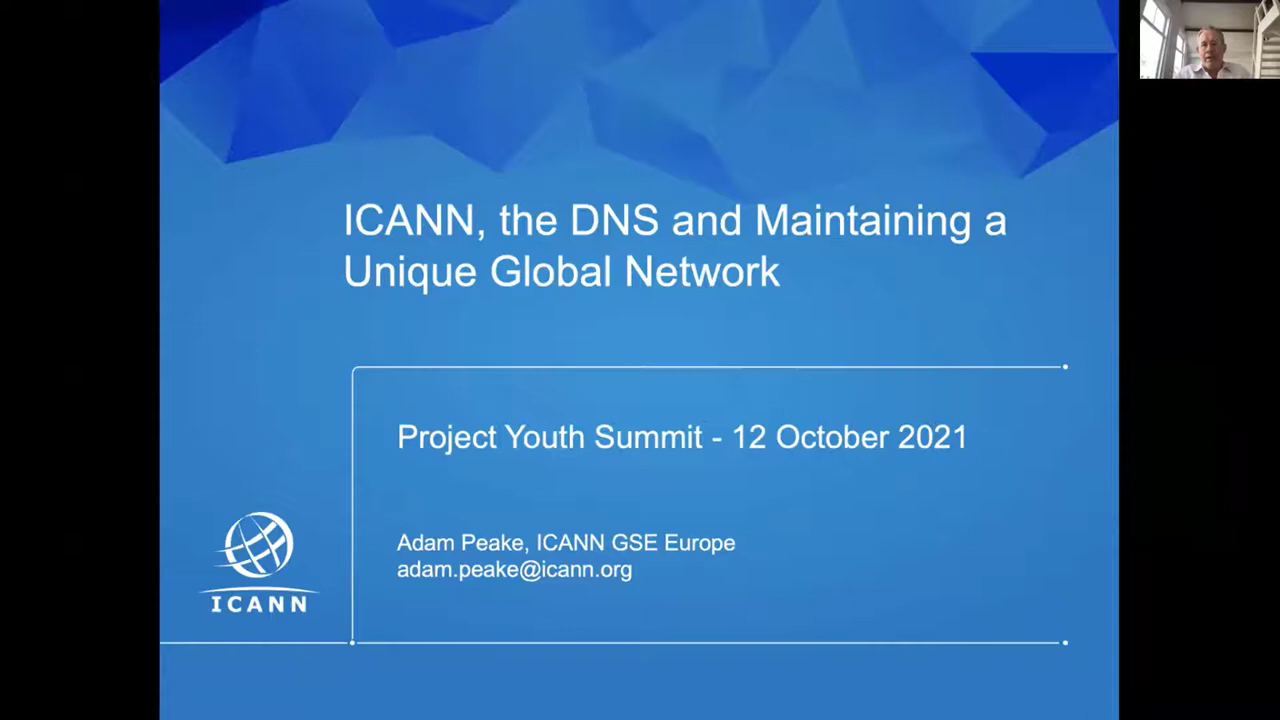 ICANN, the DNS and Maintaining a
Unique Global Network
Project Youth Summit - 12 October 2021
Adam Peake, ICANN GSE Europe
adam.peake@icann.org
ICANN